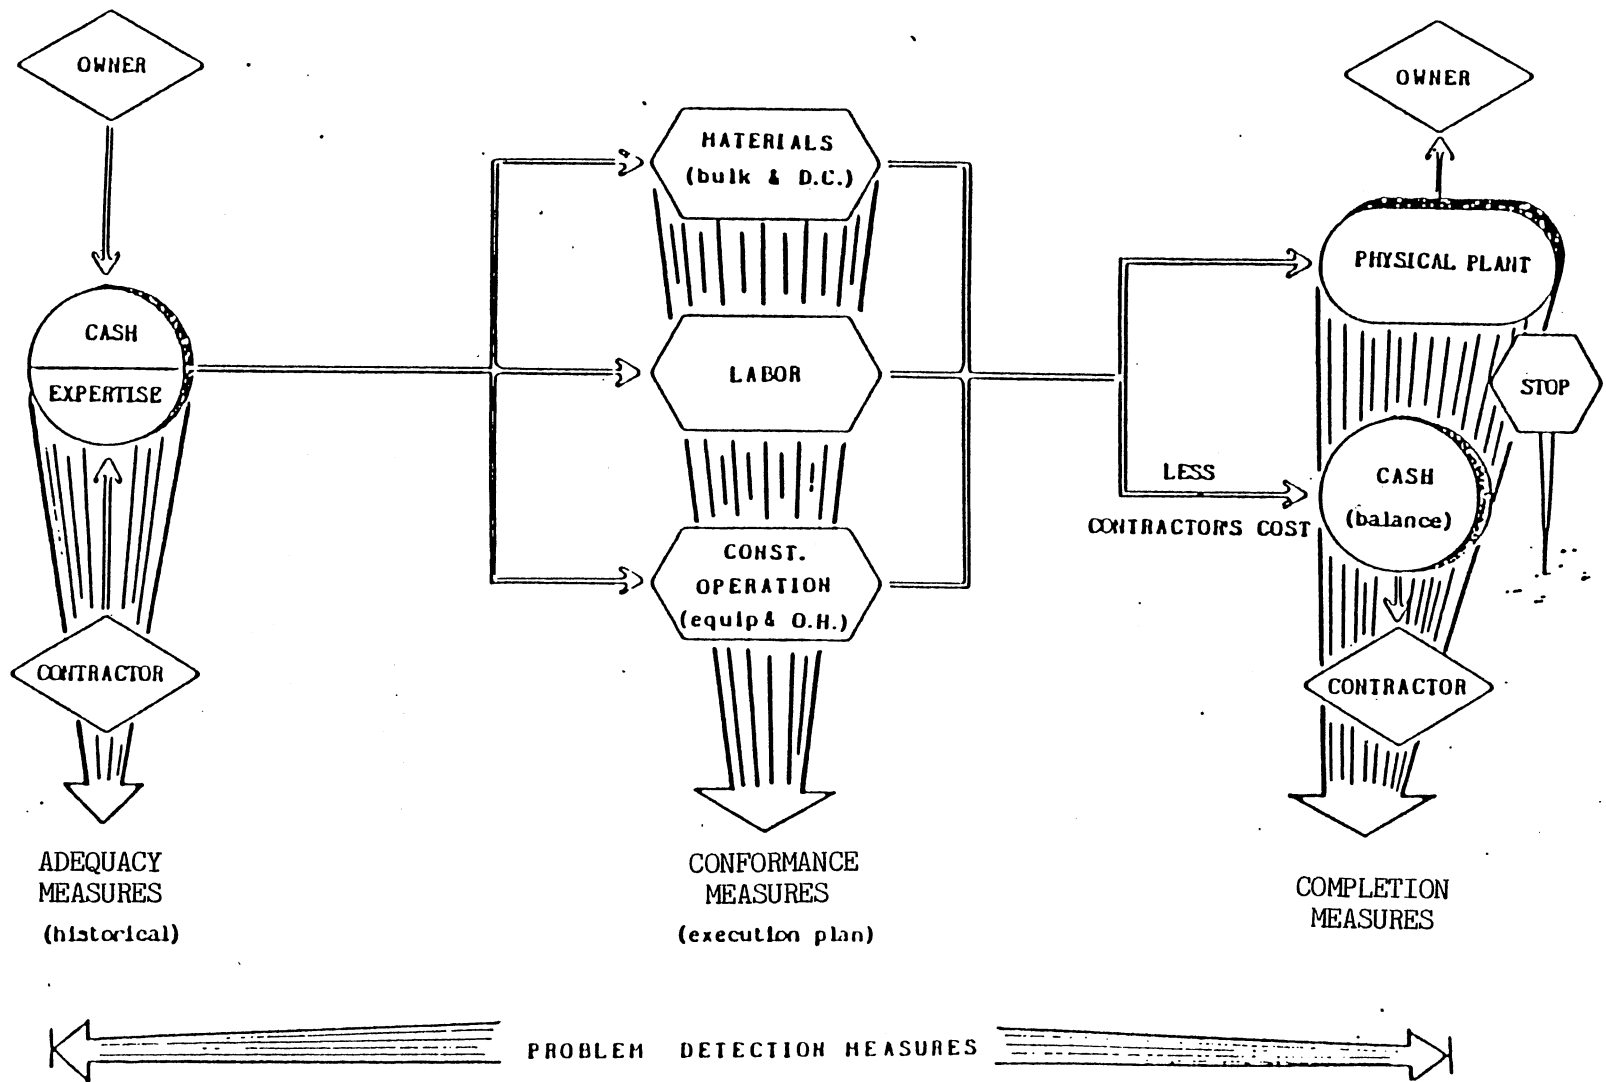 OWNER
CASH
EXPERTISE
CONTRACTOR
ADEQUACY
MEASURES
(historical)
MATERIALS
(bulk & D.C.)
LABOR
CONST.
OPERATION
(equip & O.H.)
CONFORMANCE
MEASURES
(execution plan)
OWNER
PHYSICAL PLANT
STOP
LESS
CONTRACTOR'S COST
CASH
(balance)
CONTRACTOR
COMPLETION
MEASURES
PROBLEM DETECTION MEASURES